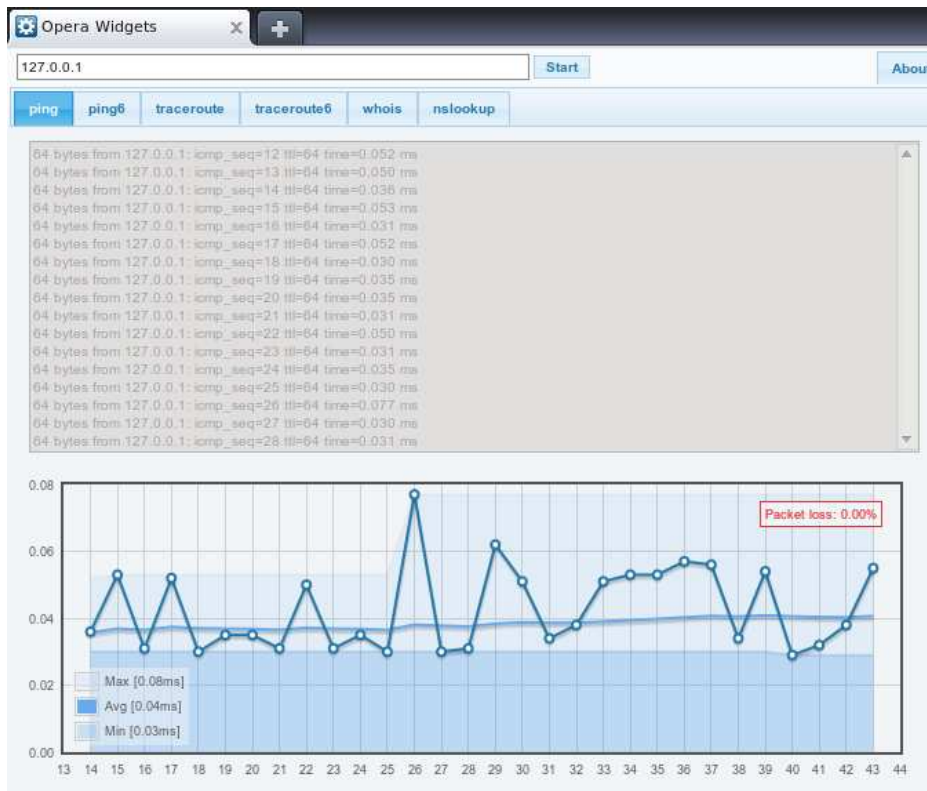 Opera Widgets
127.0.0.1 Start Abou
ping ping6 traceroute traceroute6 whois nslookup
64 bytes from 127.0.0.1: icmp_seq=12 ttl=64 time=0.052 ms
64 bytes from 127.0.0.1: icmp_seq=13 ttl=64 time=0.050 ms
64 bytes from 127.0.0.1: icmp_seq=14 ttl=64 time=0.036 ms
64 bytes from 127.0.0.1: icmp_seq=15 ttl=64 time=0.053 ms
64 bytes from 127.0.0.1: icmp_seq=16 ttl=64 time=0.031 ms
64 bytes from 127.0.0.1: icmp_seq=17 ttl=64 time=0.052 ms
64 bytes from 127.0.0.1: icmp_seq=18 ttl=64 time=0.030 ms
64 bytes from 127.0.0.1: icmp_seq=19 ttl=64 time=0.035 ms
64 bytes from 127.0.0.1: icmp_seq=20 ttl=64 time=0.035 ms
64 bytes from 127.0.0.1: icmp_seq=21 ttl=64 time=0.031 ms
64 bytes from 127.0.0.1: icmp_seq=22 ttl=64 time=0.050 ms
64 bytes from 127.0.0.1: icmp_seq=23 ttl=64 time=0.031 ms
64 bytes from 127.0.0.1: icmp_seq=24 ttl=64 time=0.035 ms
64 bytes from 127.0.0.1: icmp_seq=25 ttl=64 time=0.030 ms
64 bytes from 127.0.0.1: icmp_seq=26 ttl=64 time=0.077 ms
64 bytes from 127.0.0.1: icmp_seq=27 ttl=64 time=0.030 ms
64 bytes from 127.0.0.1: icmp_seq=28 ttl=64 time=0.031 ms
0.08
Packet loss: 0.00%
0.06
0.04
0.02
Max [0.08ms]
Avg [0.04ms]
Min [0.03ms]
0.00
13 14 15 16 17 18 19 20 21 22 23 24 25 26 27 28 29 30 31 32 33 34 35 36 37 38 39 40 41 42 43 44